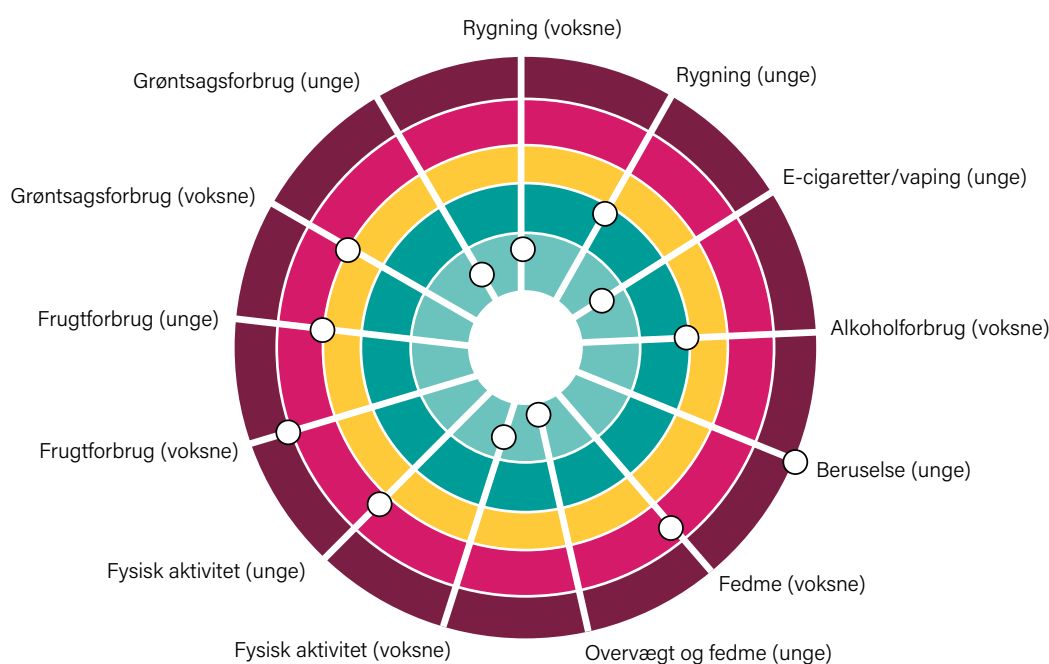 Rygning (voksne)
Rygning (unge)
E-cigaretter/vaping (unge)
Alkoholforbrug (voksne)
Beruselse (unge)
Fedme (voksne)
Overvægt og fedme (unge)
Fysisk aktivitet (voksne)
Fysisk aktivitet (unge)
Frugtforbrug (voksne)
Frugtforbrug (unge)
Grøntsagsforbrug (voksne)
Grøntsagsforbrug (unge)